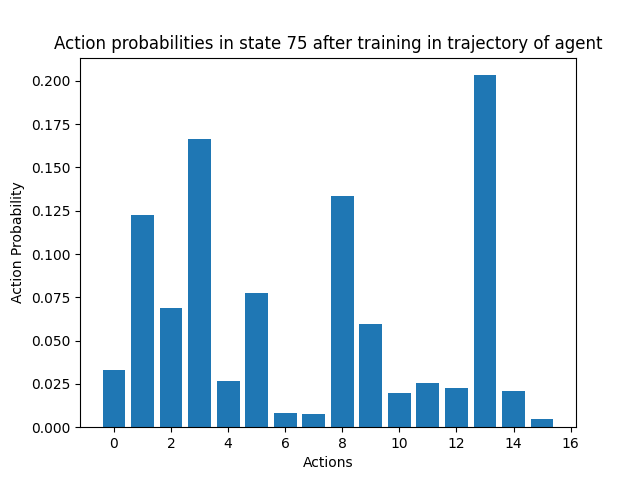 Action probabilities in state 75 after training in trajectory of agent
0.200
0.175
0.150
0.125
0.100
0.075
0.050
0.025
0.000
Action Probability
0 2 4 6 8 10 12 14 16
Actions